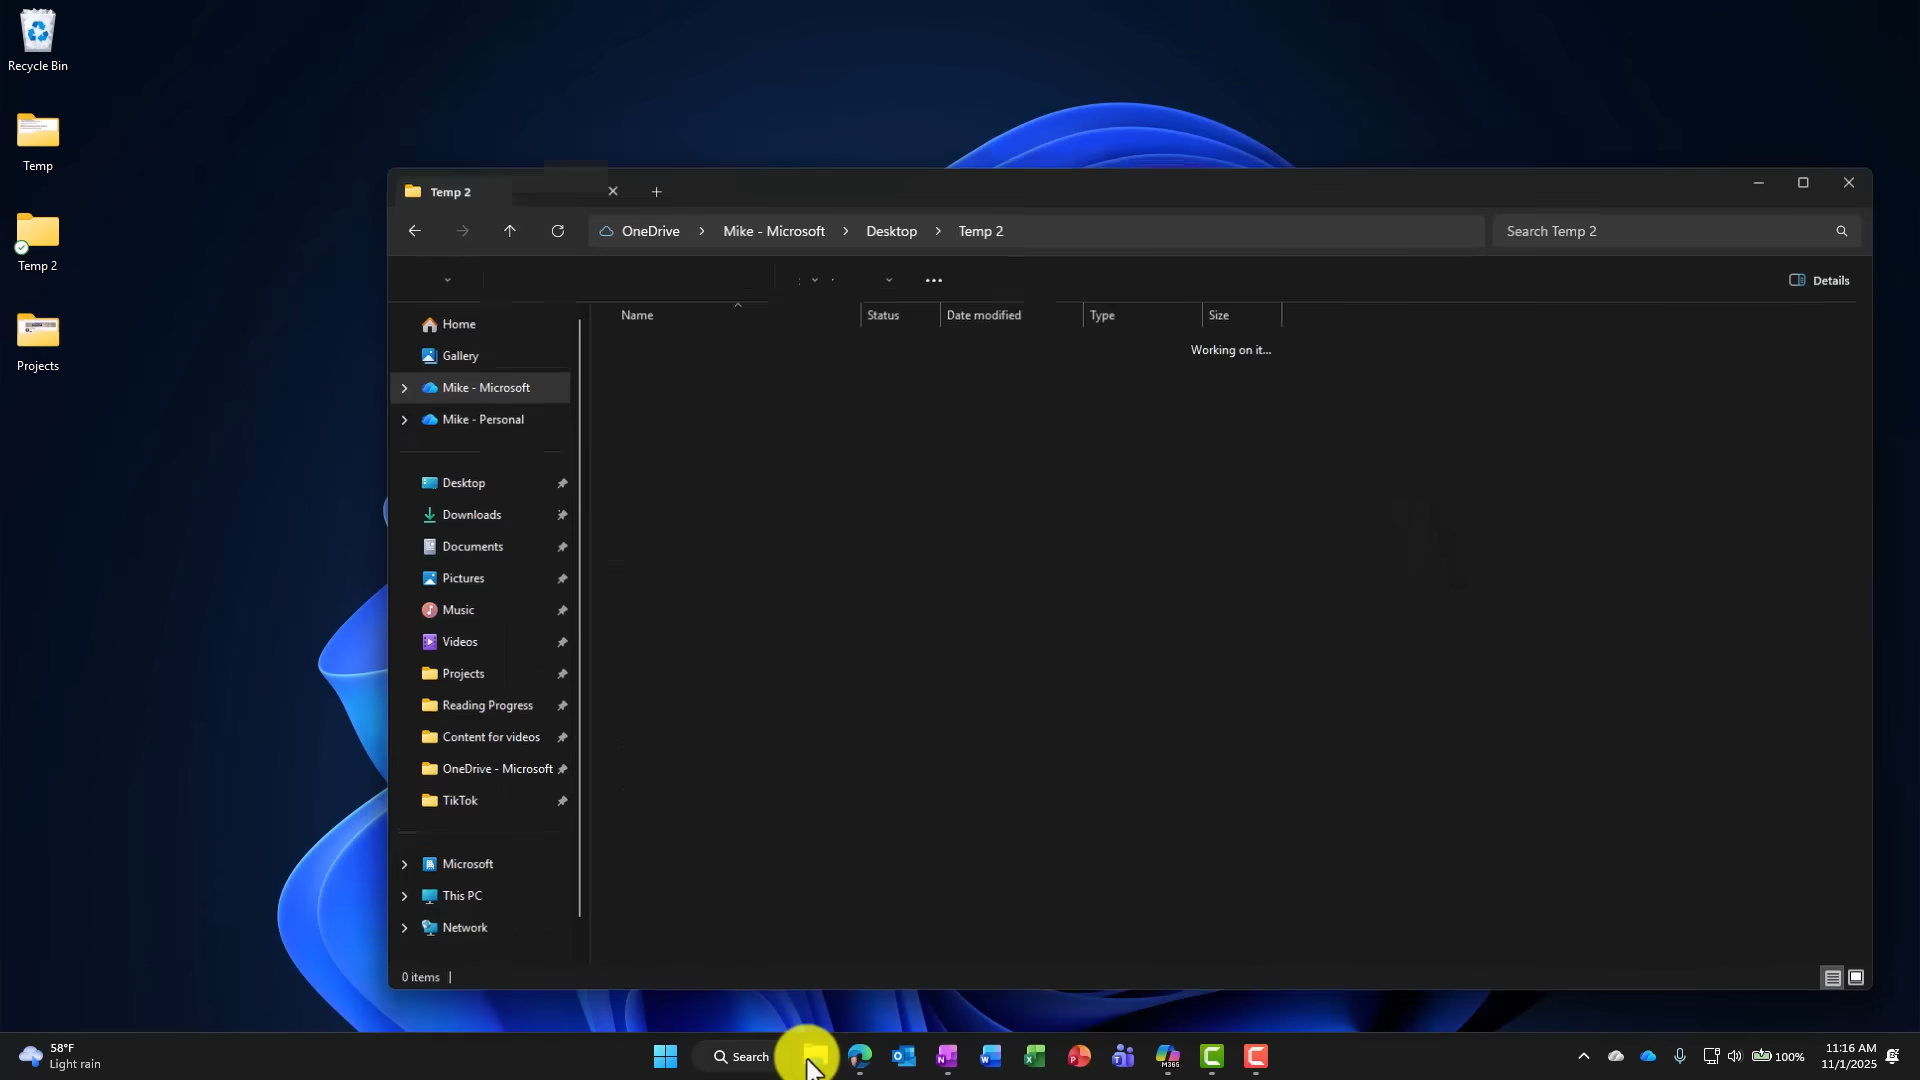 Recycle Bin
Temp
Temp 2
Projects
Temp 2
OneDrive
Mike - Microsoft
Desktop
Temp 2
Search Temp 2
Details
Name
Status
Date modified
Type
Size
Working on it...
Home
Gallery
Mike - Microsoft
Mike - Personal
Desktop
Downloads
Documents
Pictures
Music
Videos
Projects
Reading Progress
Content for videos
OneDrive - Microsoft
TikTok
Microsoft
This PC
Network
0 items
58°F
Light rain
Search
M365
100%
11:16 AM
11/1/2025